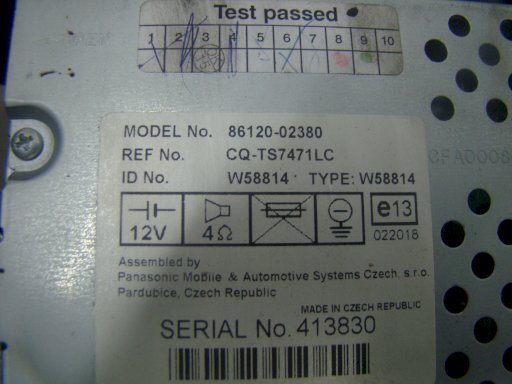 Test passed
1 2 3 4 5 6 7 8 9 10
MODEL No. 86120-02380
REF No. CQ-TS7471LC
ID No. W58814 TYPE: W58814
12V 4Ω e13
022018
Assembled by
Panasonic Mobile & Automotive Systems Czech. s.r.o.
Pardubice, Czech Republic
MADE IN CZECH REPUBLIC
SERIAL No. 413830